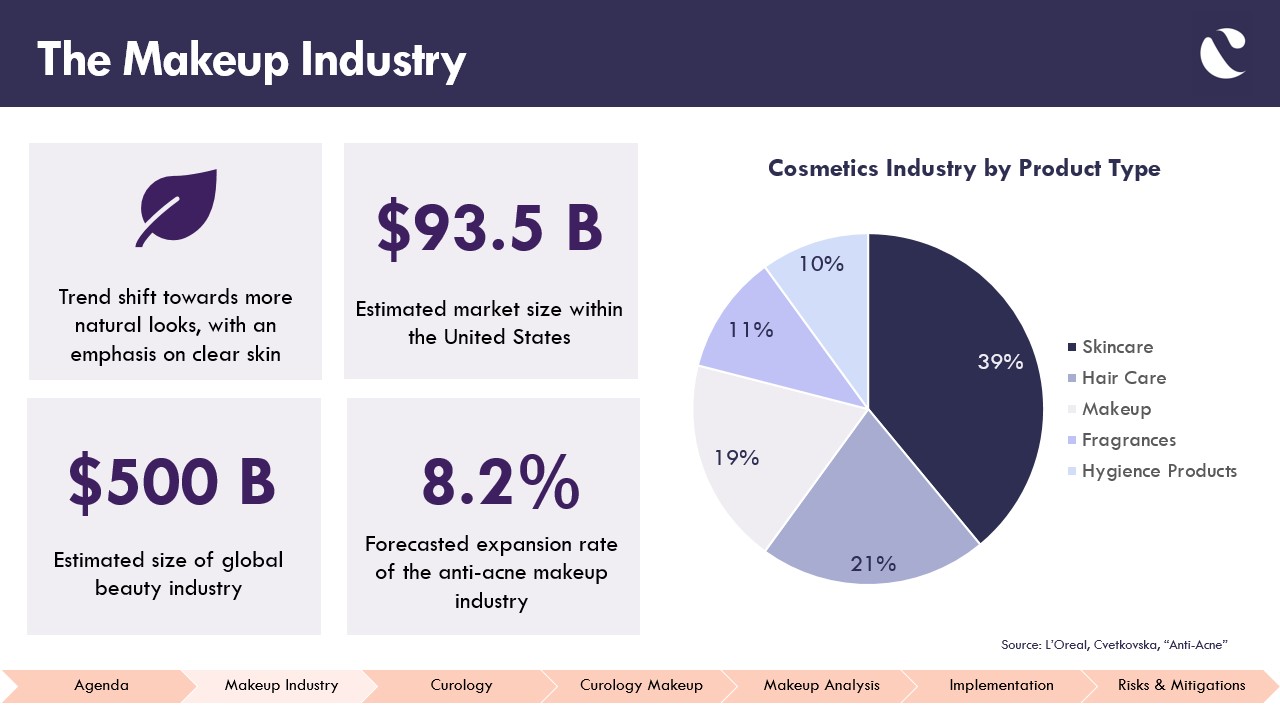 The Makeup Industry
Trend shift towards more
natural looks, with an
emphasis on clear skin
$93.5 B
Estimated market size within
the United States
$500 B
Estimated size of global
beauty industry
8.2%
Forecasted expansion rate
of the anti-acne makeup
industry
Cosmetics Industry by Product Type
10%
11%
39%
19%
21%
Skincare
Hair Care
Makeup
Fragrances
Hygience Products
Source: L’Oreal, Cvetkovska, “Anti-Acne”
Agenda
Makeup Industry
Curology
Curology Makeup
Makeup Analysis
Implementation
Risks & Mitigations